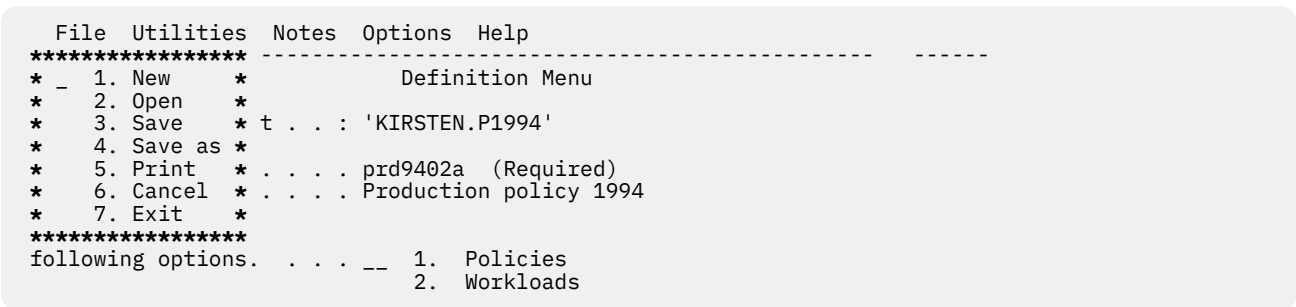 File  Utilities  Notes  Options  Help
***************** ------------------------------------------------   ------
* _  1. New     *            Definition Menu
*    2. Open    *
*    3. Save    * t . . : 'KIRSTEN.P1994'
*    4. Save as *
*    5. Print   * . . . . prd9402a  (Required)
*    6. Cancel  * . . . . Production policy 1994
*    7. Exit    *
*****************
following options.  . . . __  1.  Policies
                              2.  Workloads